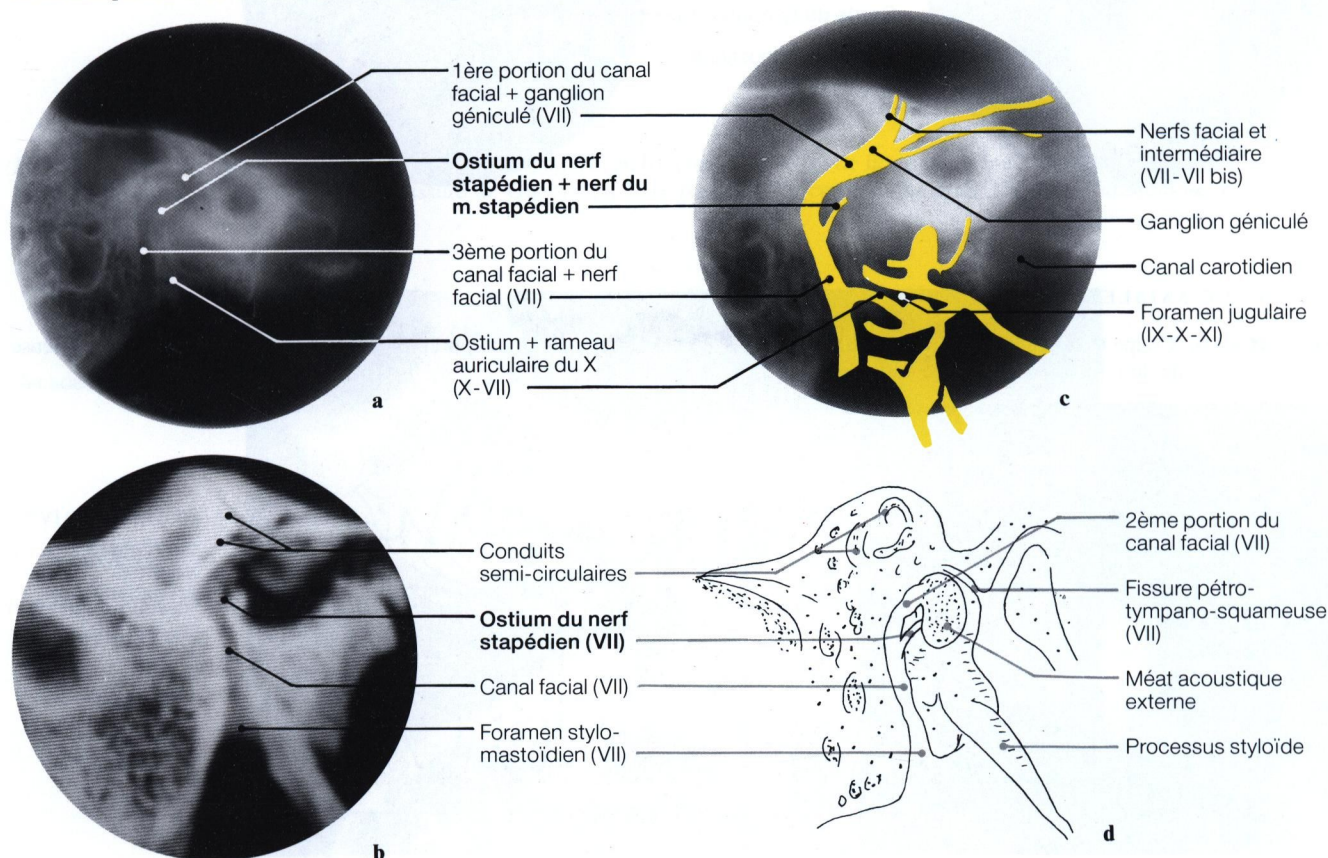 1ère portion du canal
facial + ganglion
géniculé (VII)
Ostium du nerf
stapédien + nerf du
m.stapédien
3ème portion du
canal facial + nerf
facial (VII)
Ostium + rameau
auriculaire du X
(X-VII)
a
Nerfs facial et
intermédiaire
(VII-VII bis)
Ganglion géniculé
Canal carotidien
Foramen jugulaire
(IX-X-XI)
c
Conduits
semi-circulaires
Ostium du nerf
stapédien (VII)
Canal facial (VII)
Foramen stylo-
mastoïdien (VII)
b
2ème portion du
canal facial (VII)
Fissure pétro-
tympano-squameuse
(VII)
Méat acoustique
externe
Processus styloïde
d